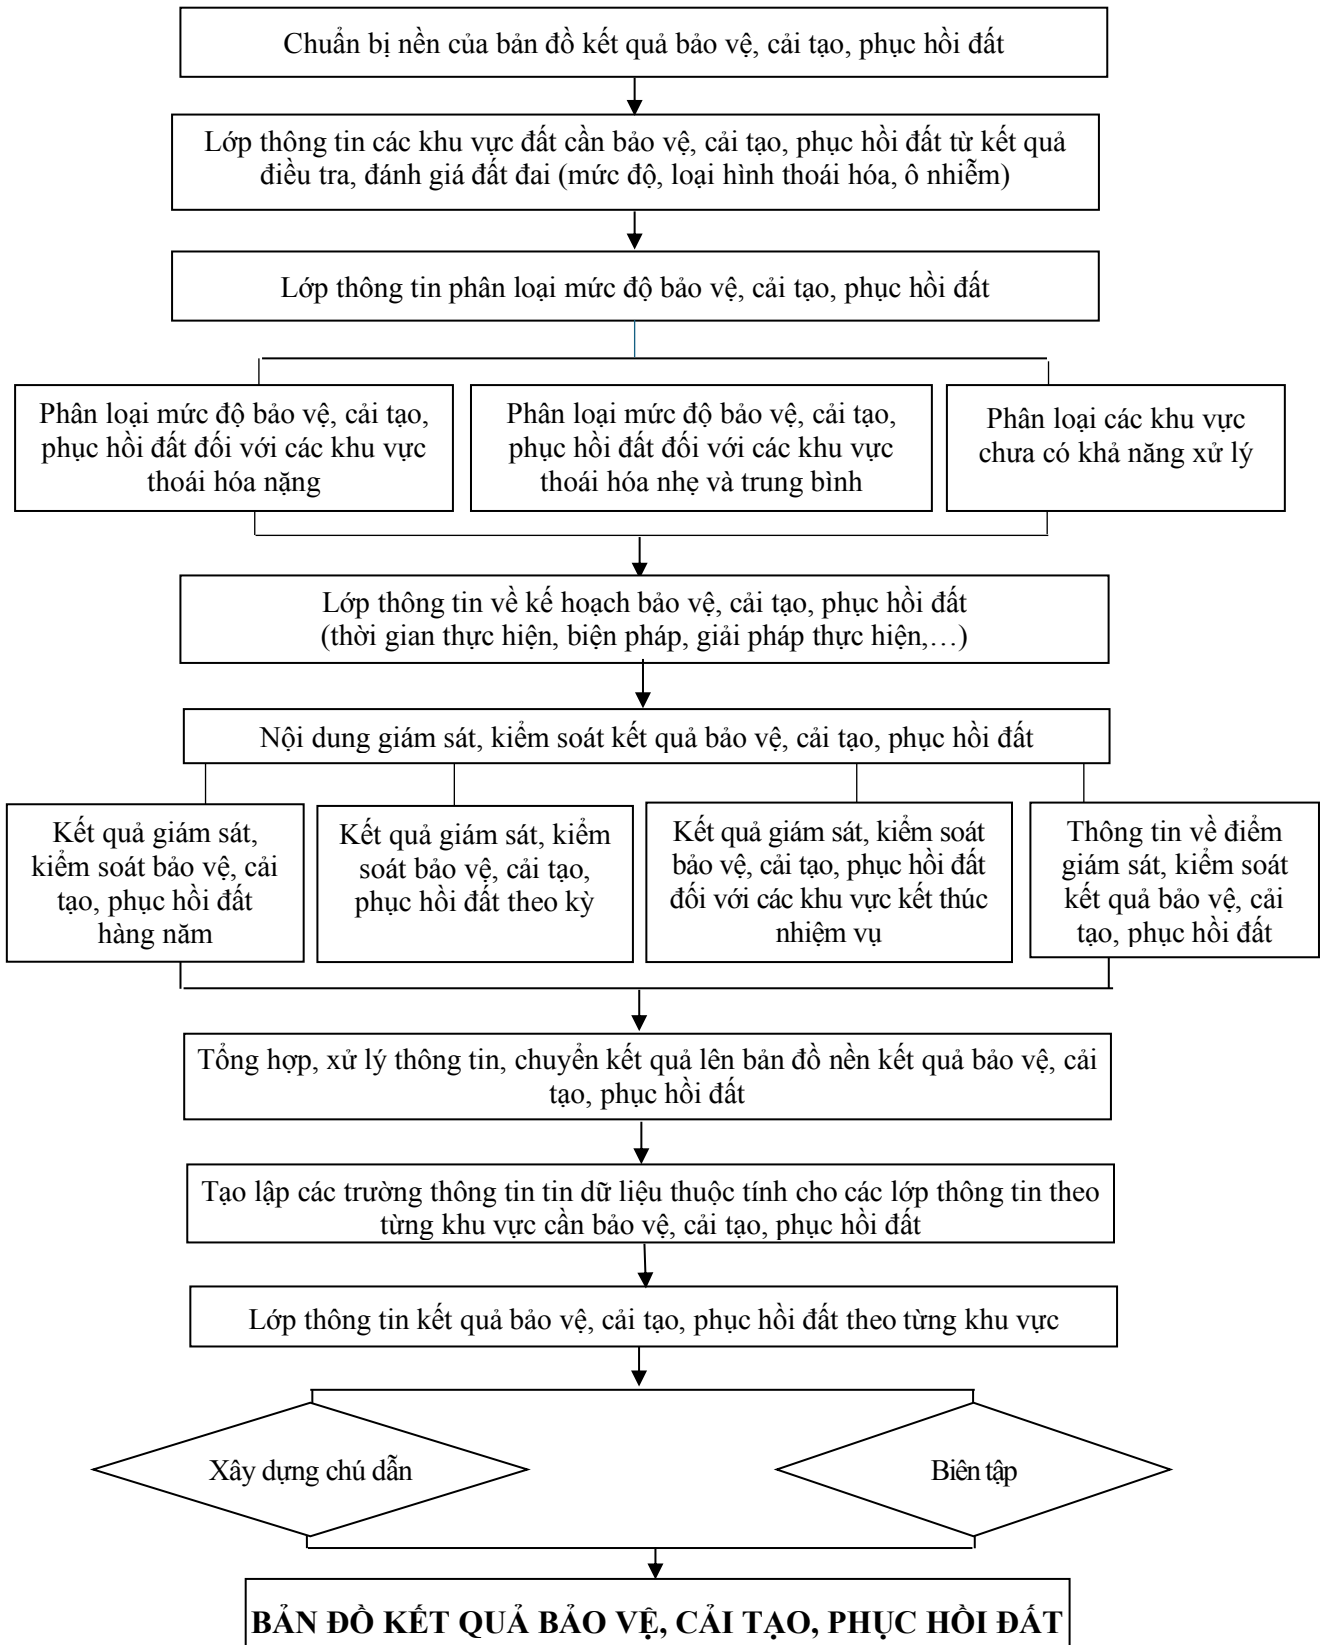 Chuẩn bị nền của bản đồ kết quả bảo vệ, cải tạo, phục hồi đất
Lớp thông tin các khu vực đất cần bảo vệ, cải tạo, phục hồi đất từ kết quả
điều tra, đánh giá đất đai (mức độ, loại hình thoái hóa, ô nhiễm)
Lớp thông tin phân loại mức độ bảo vệ, cải tạo, phục hồi đất
Phân loại mức độ bảo vệ, cải tạo,
phục hồi đất đối với các khu vực
thoái hóa nặng
Phân loại mức độ bảo vệ, cải tạo,
phục hồi đất đối với các khu vực
thoái hóa nhẹ và trung bình
Phân loại các khu vực
chưa có khả năng xử lý
Lớp thông tin về kế hoạch bảo vệ, cải tạo, phục hồi đất
(thời gian thực hiện, biện pháp, giải pháp thực hiện,…)
Nội dung giám sát, kiểm soát kết quả bảo vệ, cải tạo, phục hồi đất
Kết quả giám sát,
kiểm soát bảo vệ, cải
tạo, phục hồi đất
hàng năm
Kết quả giám sát, kiểm
soát bảo vệ, cải tạo,
phục hồi đất theo kỳ
Kết quả giám sát, kiểm soát
bảo vệ, cải tạo, phục hồi đất
đối với các khu vực kết thúc
nhiệm vụ
Thông tin về điểm
giám sát, kiểm soát
kết quả bảo vệ, cải
tạo, phục hồi đất
Tổng hợp, xử lý thông tin, chuyển kết quả lên bản đồ nền kết quả bảo vệ, cải
tạo, phục hồi đất
Tạo lập các trường thông tin tin dữ liệu thuộc tính cho các lớp thông tin theo
từng khu vực cần bảo vệ, cải tạo, phục hồi đất
Lớp thông tin kết quả bảo vệ, cải tạo, phục hồi đất theo từng khu vực
Xây dựng chú dẫn
Biên tập
BẢN ĐỒ KẾT QUẢ BẢO VỆ, CẢI TẠO, PHỤC HỒI ĐẤT